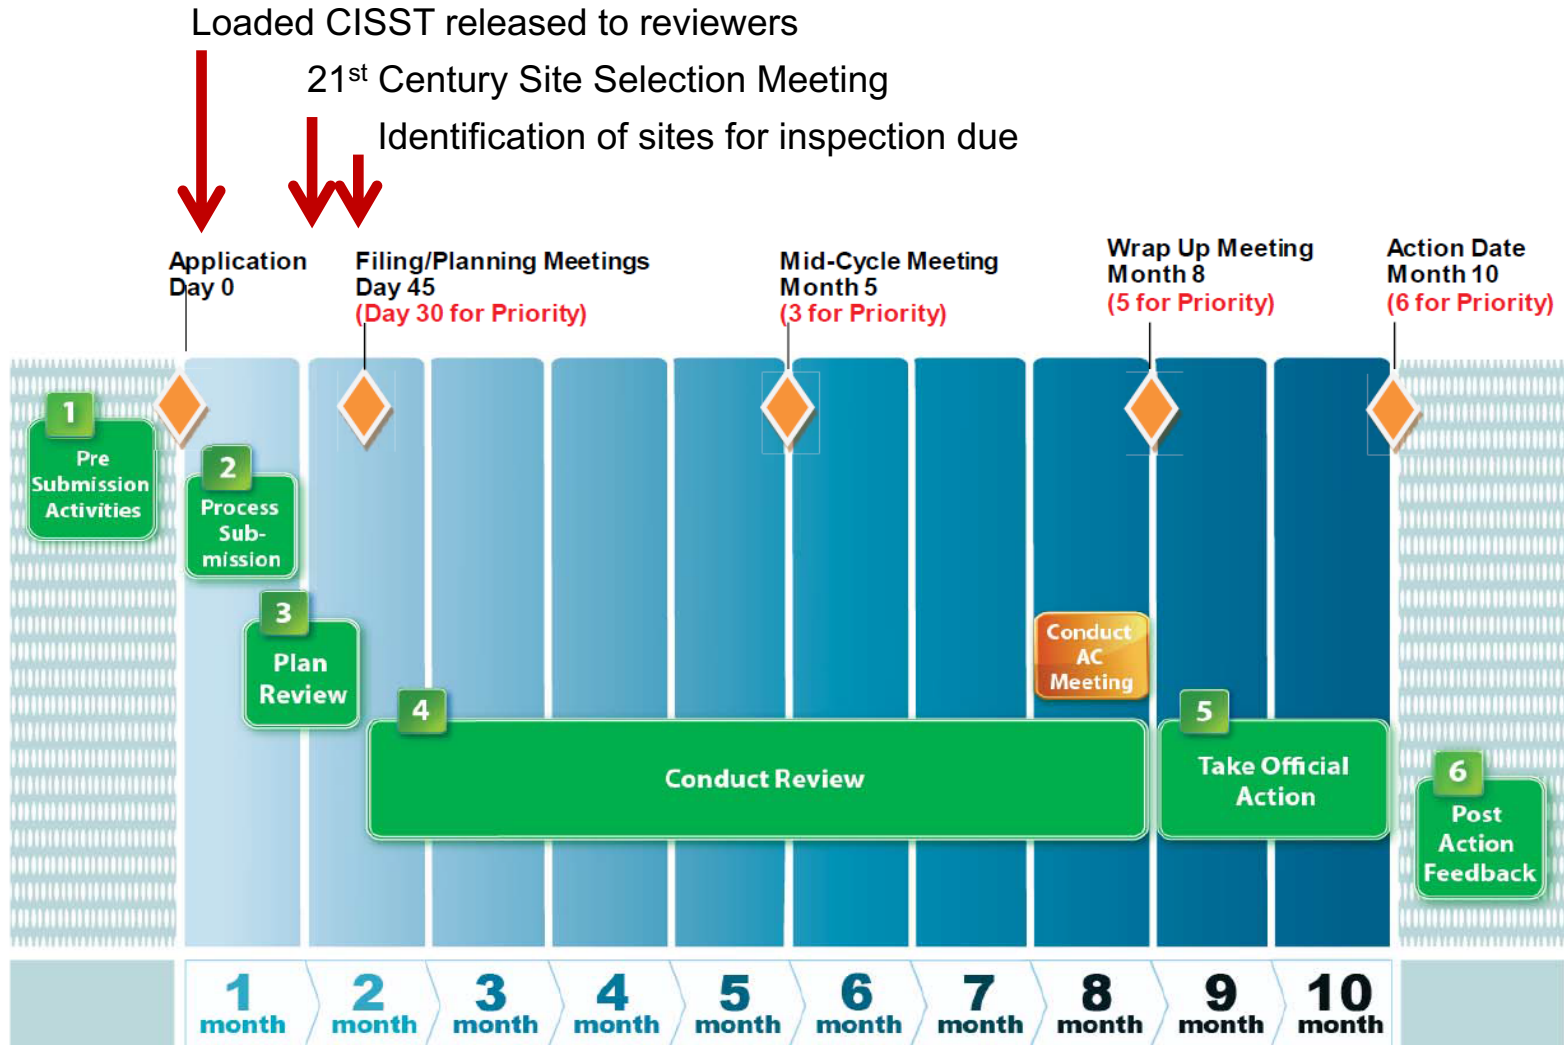 Loaded CISST released to reviewers
21st Century Site Selection Meeting
Identification of sites for inspection due
Application
Day 0
Filing/Planning Meetings
Day 45
(Day 30 for Priority)
Mid-Cycle Meeting
Month 5
(3 for Priority)
Wrap Up Meeting
Month 8
(5 for Priority)
Action Date
Month 10
(6 for Priority)
1
Pre
Submission
Activities
2
Process
Sub-
mission
3
Plan
Review
4
Conduct Review
Conduct
AC
Meeting
5
Take Official
Action
6
Post
Action
Feedback
1
month
2
month
3
month
4
month
5
month
6
month
7
month
8
month
9
month
10
month